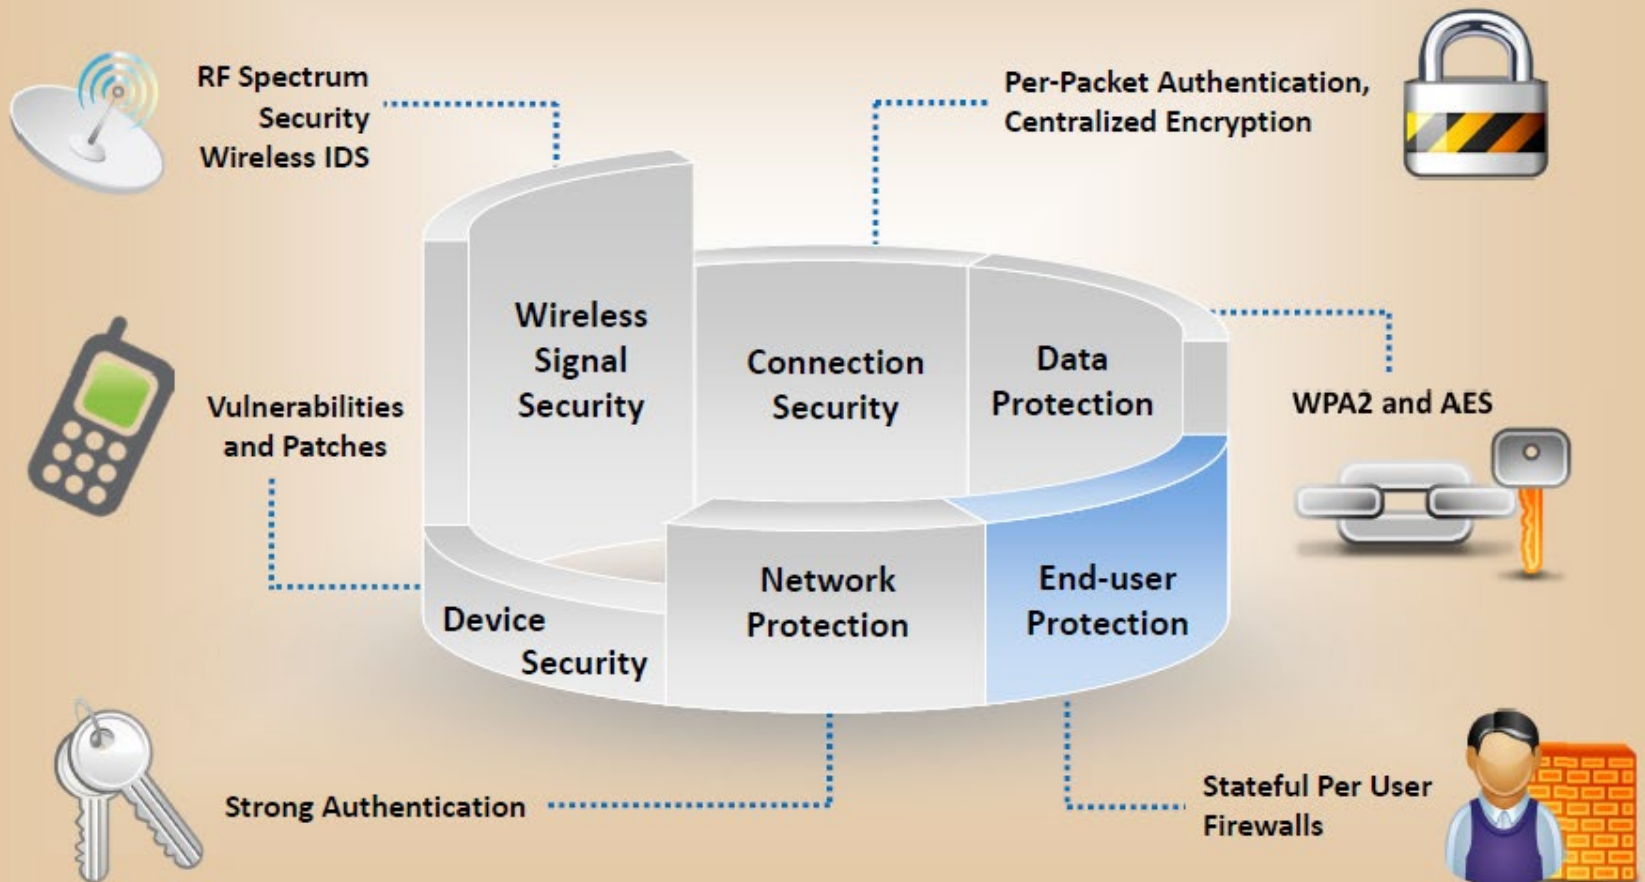 RF Spectrum
Security
Wireless IDS
Per-Packet Authentication,
Centralized Encryption
Wireless
Signal
Security
Connection
Security
Data
Protection
Vulnerabilities
and Patches
WPA2 and AES
Device
Security
Network
Protection
End-user
Protection
Strong Authentication
Stateful Per User
Firewalls